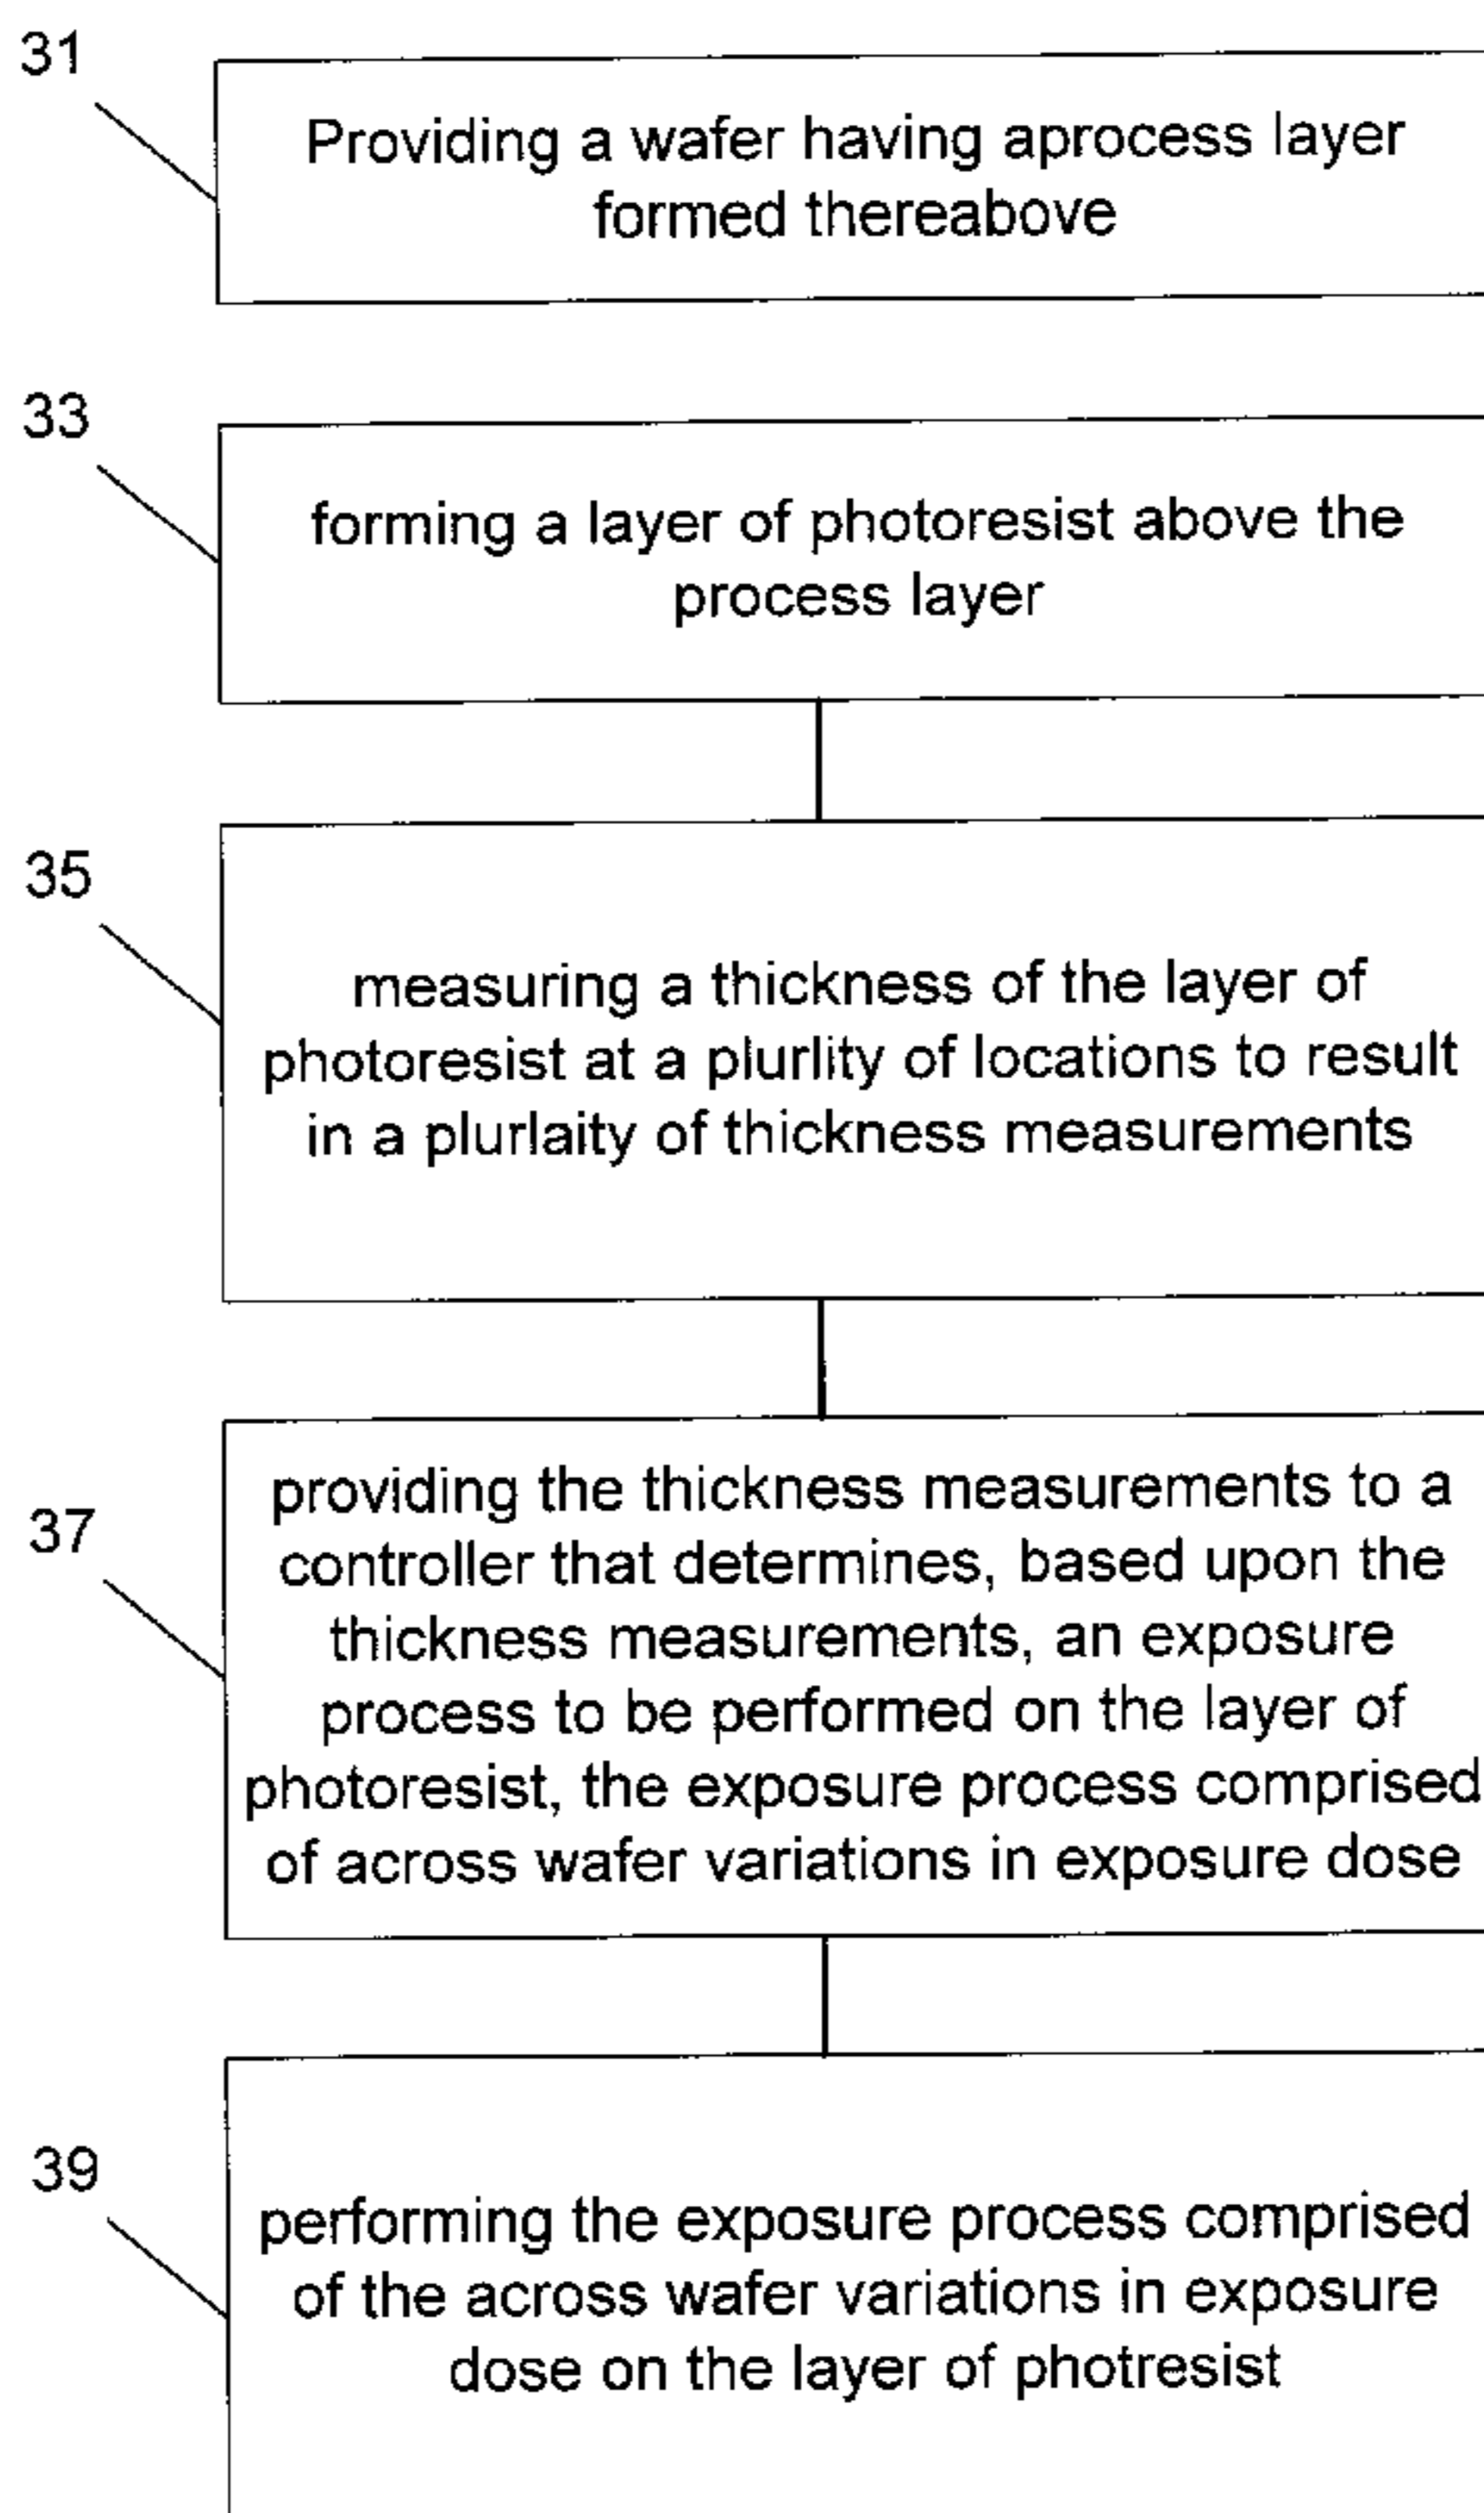 31
Providing a wafer having aprocess layer
formed thereabove
33
forming a layer of photoresist above the
process layer
35
measuring a thickness of the layer of
photoresist at a plurlity of locations to result
in a plurlaity of thickness measurements
37
providing the thickness measurements to a
controller that determines, based upon the
thickness measurements, an exposure
process to be performed on the layer of
photoresist, the exposure process comprised
of across wafer variations in exposure dose
39
performing the exposure process comprised
of the across wafer variations in exposure
dose on the layer of photresist